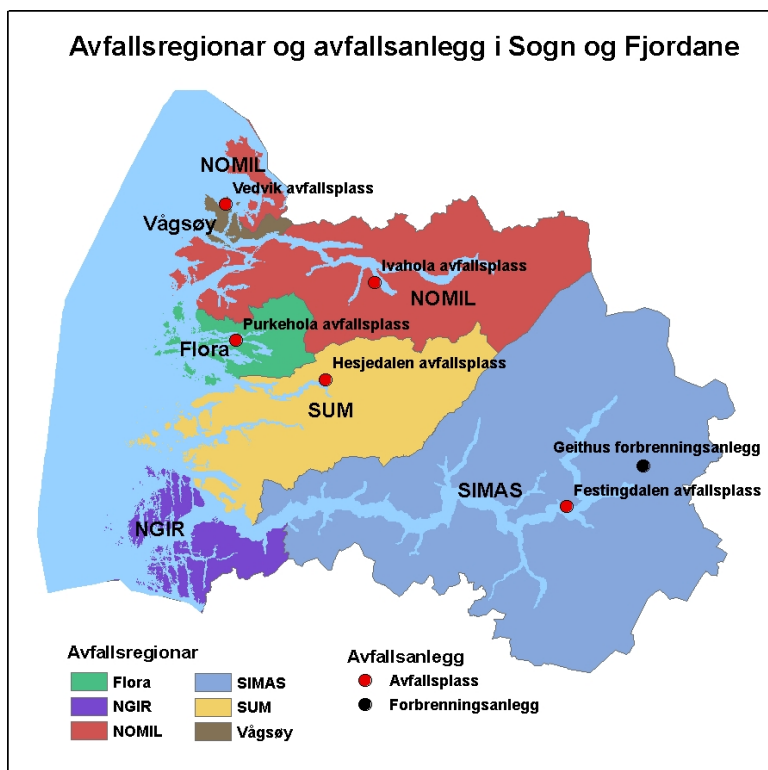 Avfallsregionar og avfallsanlegg i Sogn og Fjordane
NOMIL
Vedvik avfallsplass
Vågsøy
Ivahola avfallsplass
NOMIL
Purkehola avfallsplass
Flora
Hesjedalen avfallsplass
SUM
Geithus forbrenningsanlegg
SIMAS
Festingdalen avfallsplass
NGIR
Avfallsregionar
Flora
NGIR
NOMIL
SIMAS
SUM
Vågsøy
Avfallsanlegg
Avfallsplass
Forbrenningsanlegg